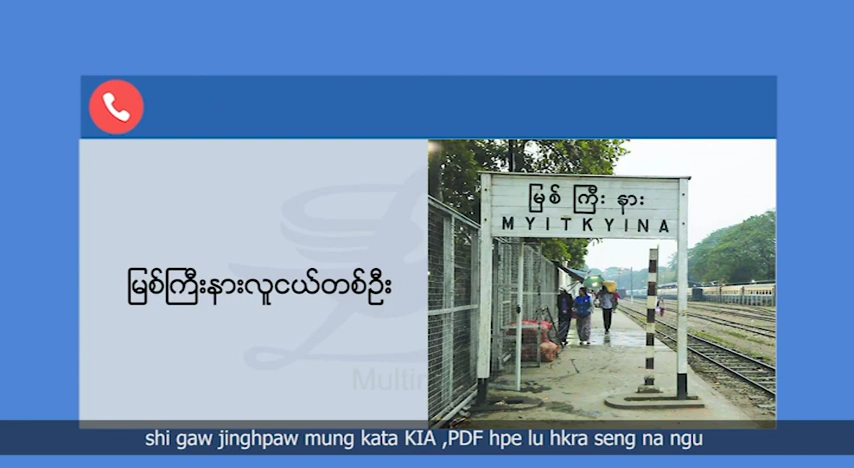 မြစ် ကြီး နား
MYITKYINA
မြစ်ကြီးနားလူငယ်တစ်ဦး
shi gaw jinghpaw mung kata KIA ,PDF hpe lu hkra seng na ngu